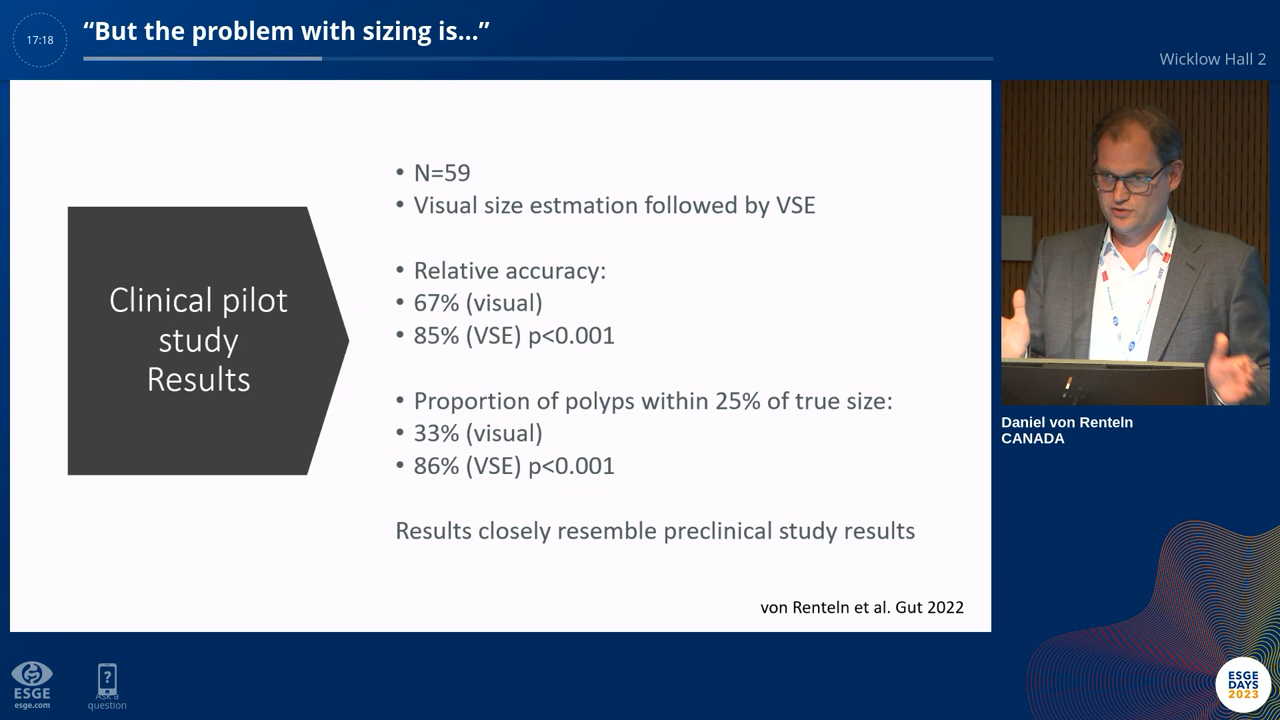 17:18
“But the problem with sizing is...”
Wicklow Hall 2
Clinical pilot
study
Results
• N=59
• Visual size estmation followed by VSE
• Relative accuracy:
• 67% (visual)
• 85% (VSE) p<0.001
• Proportion of polyps within 25% of true size:
• 33% (visual)
• 86% (VSE) p<0.001
Results closely resemble preclinical study results
von Renteln et al. Gut 2022
Daniel von Renteln
CANADA
ESGE
esge.com
?
Ask a
question
ESGE
DAYS
2023